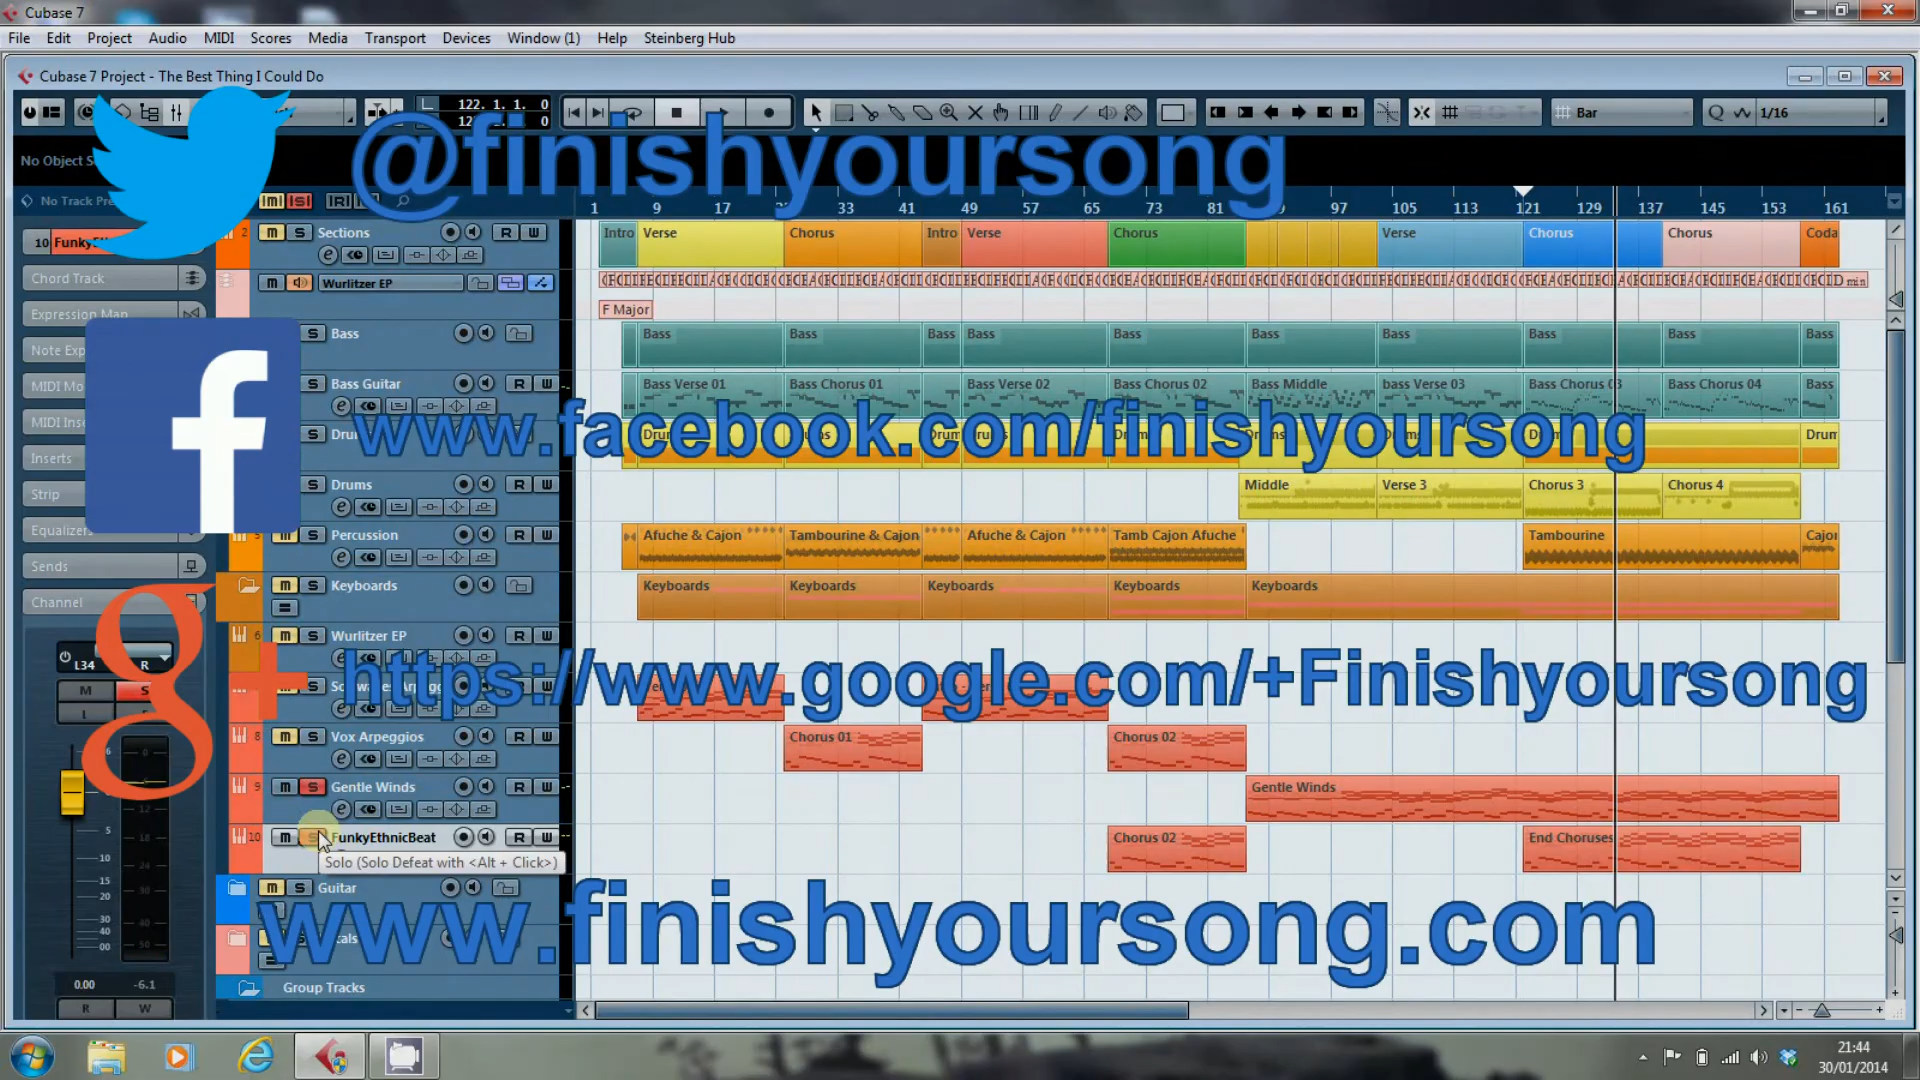 Cubase 7
File Edit Project Audio MIDI Scores Media Transport Devices Window (1) Help Steinberg Hub
Cubase 7 Project - The Best Thing I Could Do
122. 1. 1. 0
Bar
Q 1/16
@finishyoursong
No Object
No Track Pre
1 9 17 33 41 49 57 65 73 81 97 105 113 121 129 137 145 153 161
2 m S Sections R W
Intro Verse Chorus Intro Verse Chorus Verse Chorus Chorus Coda
10 FunkyE
Chord Track
m Wurlitzer EP
Expression Map
F Major
S Bass
Bass Bass Bass Bass Bass Bass Bass Bass Bass Bass
Note Exp
MIDI Mo
S Bass Guitar R W
Bass Verse 01 Bass Chorus 01 Bass Verse 02 Bass Chorus 02 Bass Middle bass Verse 03 Bass Chorus 03 Bass Chorus 04 Bass
MIDI Ins
www.facebook.com/finishyoursong
Inserts
Strip
S Drums R W
Middle Verse 3 Chorus 3 Chorus 4
Equalizers
5 m S Percussion R W
Afuche & Cajon Tambourine & Cajon Afuche & Cajon Tamb Cajon Afuche Tambourine Cajon
Sends
m S Keyboards
Keyboards Keyboards Keyboards Keyboards Keyboards
Channel
6 m S Wurlitzer EP R W
L34 R
M S
https://www.google.com/+Finishyoursong
8 m S Vox Arpeggios R W
Chorus 01 Chorus 02
9 m S Gentle Winds R W
Gentle Winds
10 m S FunkyEthnicBeat R W
Chorus 02 End Choruses
Solo (Solo Defeat with <Alt + Click>)
m S Guitar
www.finishyoursong.com
Group Tracks
0.00 -6.1
R W
21:44
30/01/2014